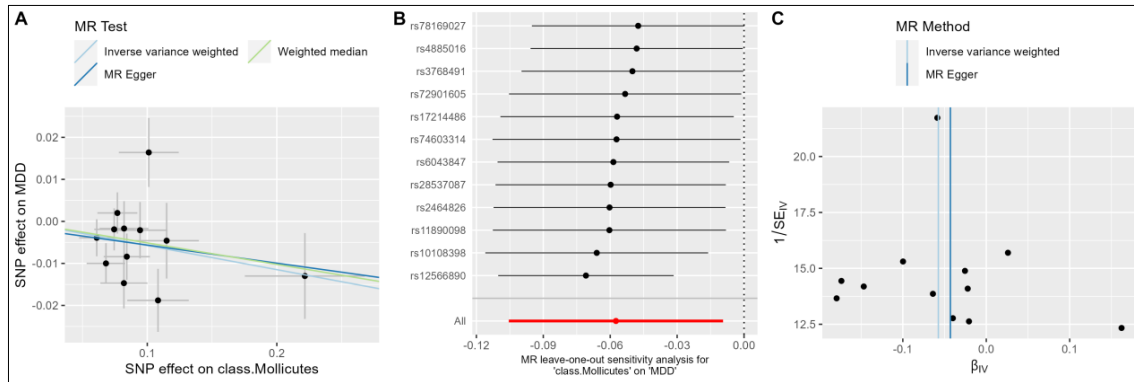 A
MR Test
Inverse variance weighted
Weighted median
MR Egger
0.02
0.01
0.00
-0.01
-0.02
SNP effect on MDD
0.1
0.2
SNP effect on class.Mollicutes
B
rs78169027
rs4885016
rs3768491
rs72901605
rs17214486
rs74603314
rs6043847
rs28537087
rs2464826
rs11890098
rs10108398
rs12566890
All
-0.12
-0.09
-0.06
-0.03
0.00
MR leave-one-out sensitivity analysis for
'class.Mollicutes' on 'MDD'
C
MR Method
Inverse variance weighted
MR Egger
20.0
17.5
15.0
12.5
1/SEIV
-0.1
0.0
0.1
βIV